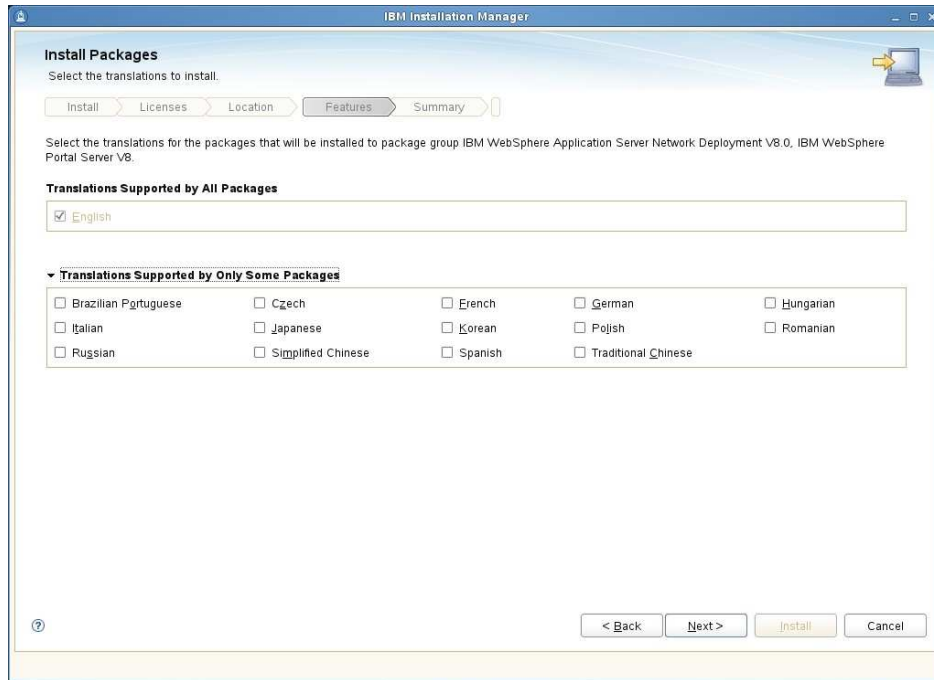 IBM Installation Manager
Install Packages
Select the translations to install.
Install Licenses Location Features Summary
Select the translations for the packages that will be installed to package group IBM WebSphere Application Server Network Deployment V8.0, IBM WebSphere
Portal Server V8.
Translations Supported by All Packages
English
Translations Supported by Only Some Packages
Brazilian Portuguese Czech French German Hungarian
Italian Japanese Korean Polish Romanian
Russian Simplified Chinese Spanish Traditional Chinese
? < Back Next > Install Cancel